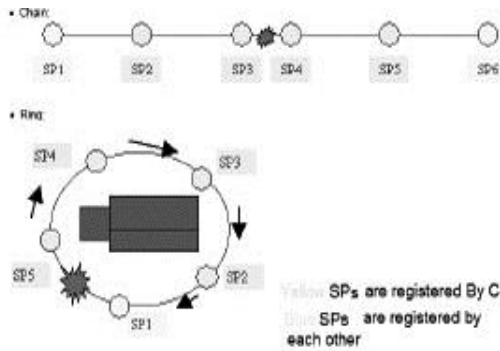 • Chain:
SP1 SP2 SP3 SP4 SP5 SP6
• Ring:
SP4 SP3
SP5 SP2
SP1
Yellow SPs are registered By C
SPs are registered by
each other